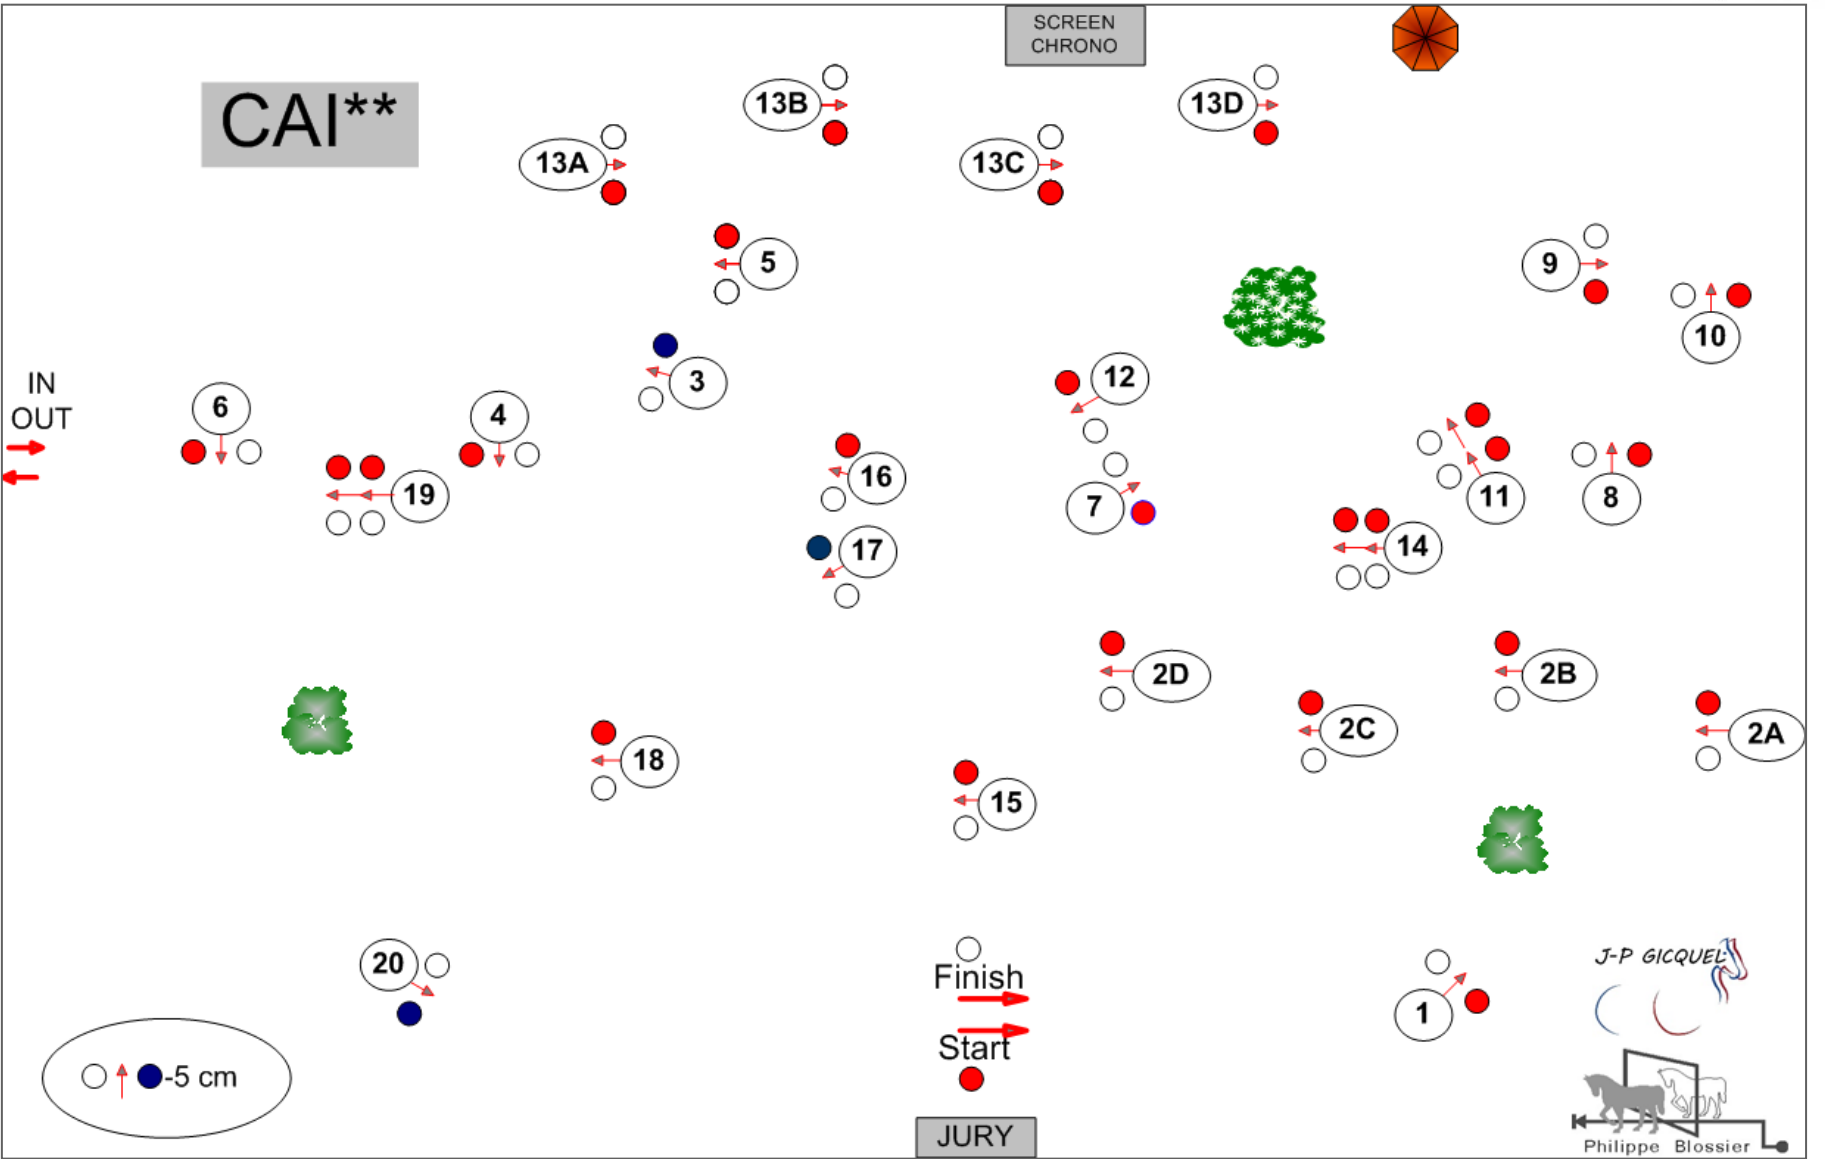 SCREEN
CHRONO
CAI**
13B
13D
13A
13C
5
9
10
3
12
IN
OUT
6
4
16
19
11
8
7
17
14
2D
2B
2C
2A
18
15
20
Finish
J-P GICQUEL
1
Start
-5 cm
JURY
Philippe Blossier